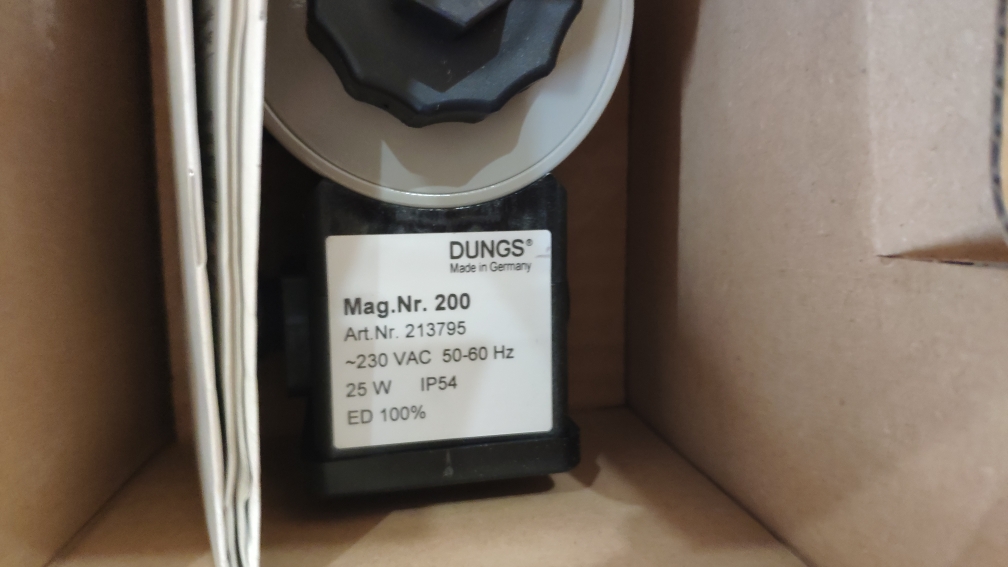 DUNGS®
Made in Germany
Mag.Nr. 200
Art.Nr. 213795
~230 VAC 50-60 Hz
25 W IP54
ED 100%